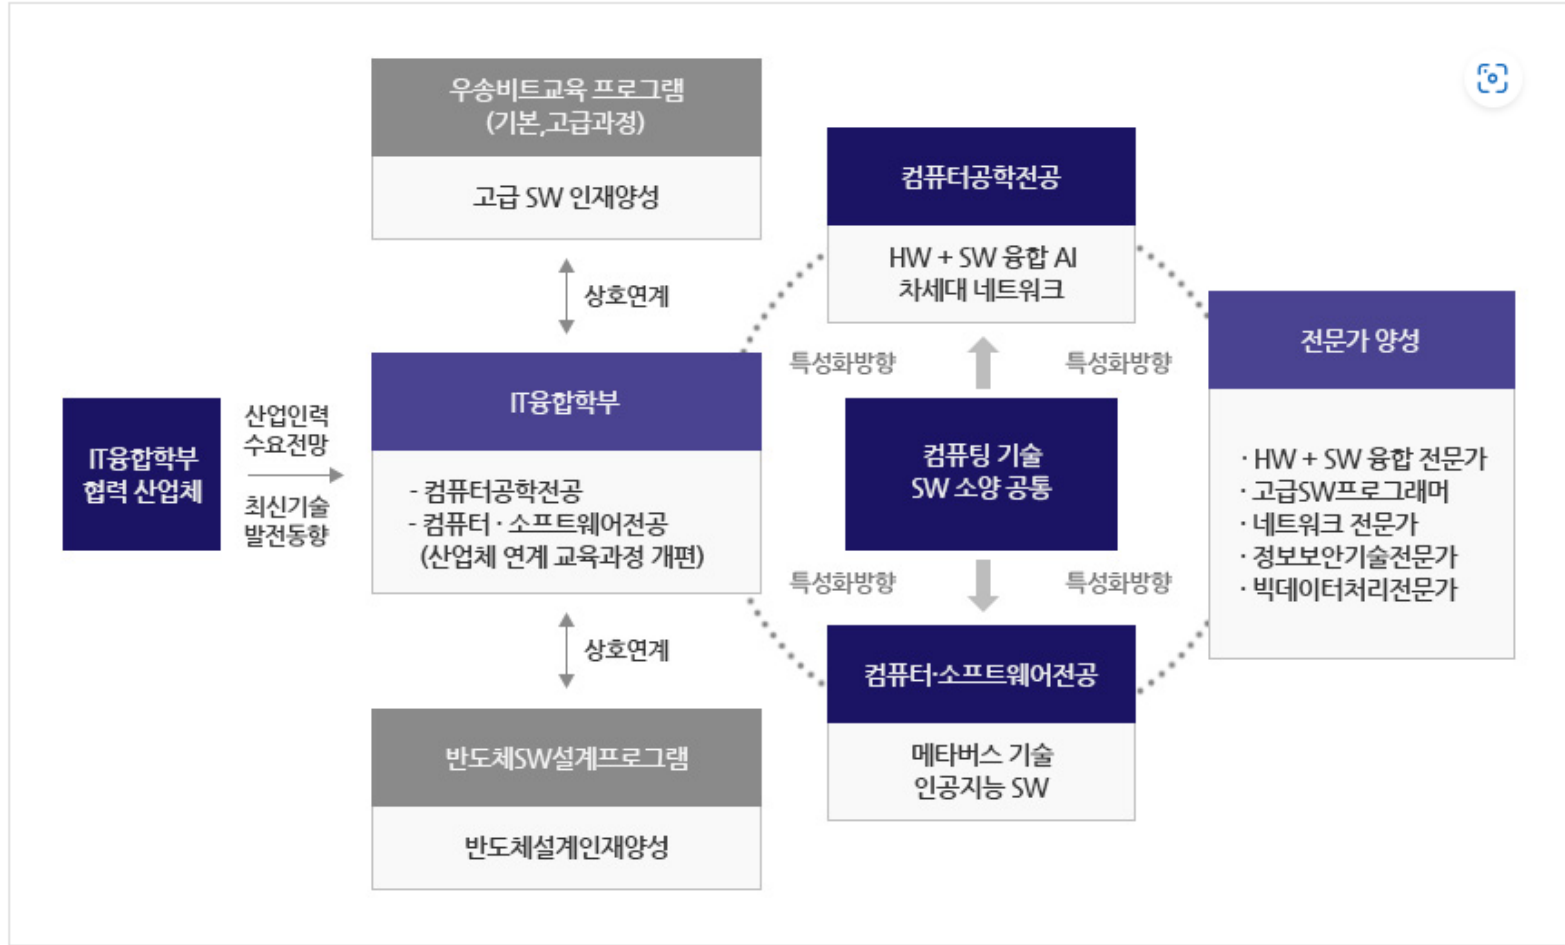 우송비트교육 프로그램
(기본,고급과정)
고급 SW 인재양성
상호연계
IT융합학부
협력 산업체
산업인력
수요전망
최신기술
발전동향
IT융합학부
- 컴퓨터공학전공
- 컴퓨터 · 소프트웨어전공
(산업체 연계 교육과정 개편)
상호연계
반도체SW설계프로그램
반도체설계인재양성
컴퓨터공학전공
HW + SW 융합 AI
차세대 네트워크
특성화방향
특성화방향
컴퓨팅 기술
SW 소양 공통
특성화방향
특성화방향
컴퓨터·소프트웨어전공
메타버스 기술
인공지능 SW
전문가 양성
· HW + SW 융합 전문가
· 고급SW프로그래머
· 네트워크 전문가
· 정보보안기술전문가
· 빅데이터처리전문가